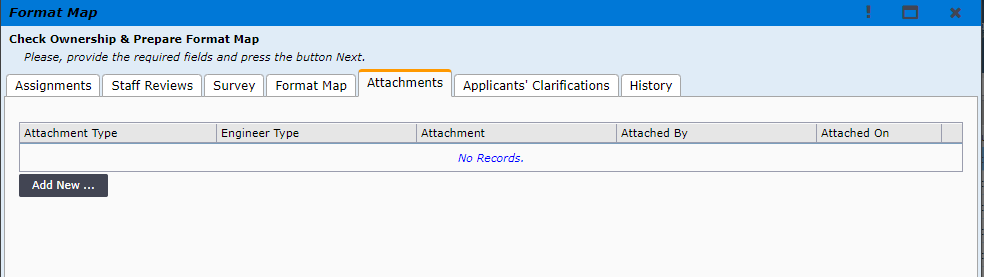 Format Map
Check Ownership & Prepare Format Map
Please, provide the required fields and press the button Next.
Assignments Staff Reviews Survey Format Map Attachments Applicants' Clarifications History
Attachment Type Engineer Type Attachment Attached By Attached On
No Records.
Add New ...